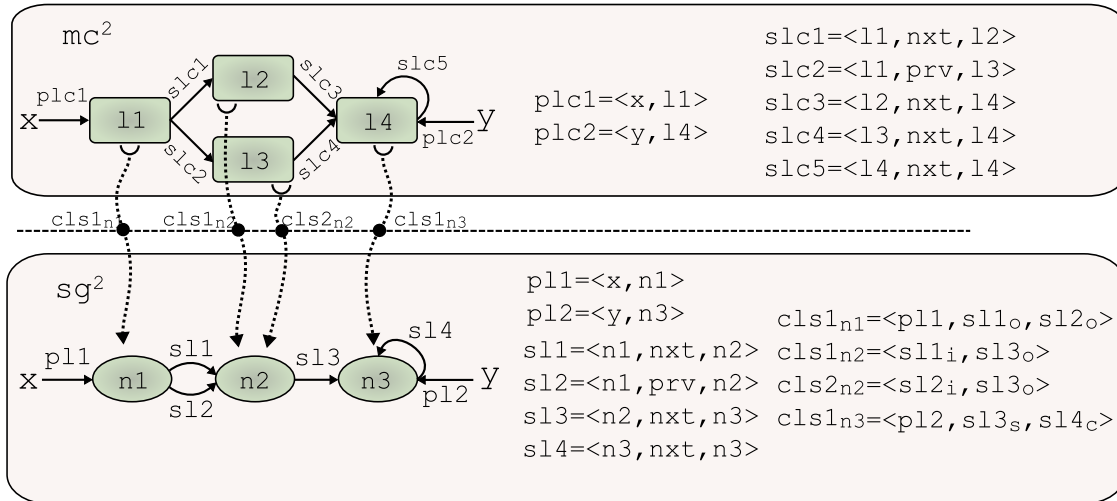 mc²
plc1
x
l1
slc1
slc2
l2
l3
slc3
slc4
l4
slc5
plc2
y
plc1=<x,l1>
plc2=<y,l4>
slc1=<l1,nxt,l2>
slc2=<l1,prv,l3>
slc3=<l2,nxt,l4>
slc4=<l3,nxt,l4>
slc5=<l4,nxt,l4>
cls1n1
cls1n2
cls2n2
cls1n3
sg²
pl1
x
n1
sl1
sl2
n2
sl3
n3
sl4
pl2
y
pl1=<x,n1>
pl2=<y,n3>
sl1=<n1,nxt,n2>
sl2=<n1,prv,n2>
sl3=<n2,nxt,n3>
sl4=<n3,nxt,n3>
cls1n1=<pl1,sl1o,sl2o>
cls1n2=<sl1i,sl3o>
cls2n2=<sl2i,sl3o>
cls1n3=<pl2,sl3s,sl4c>